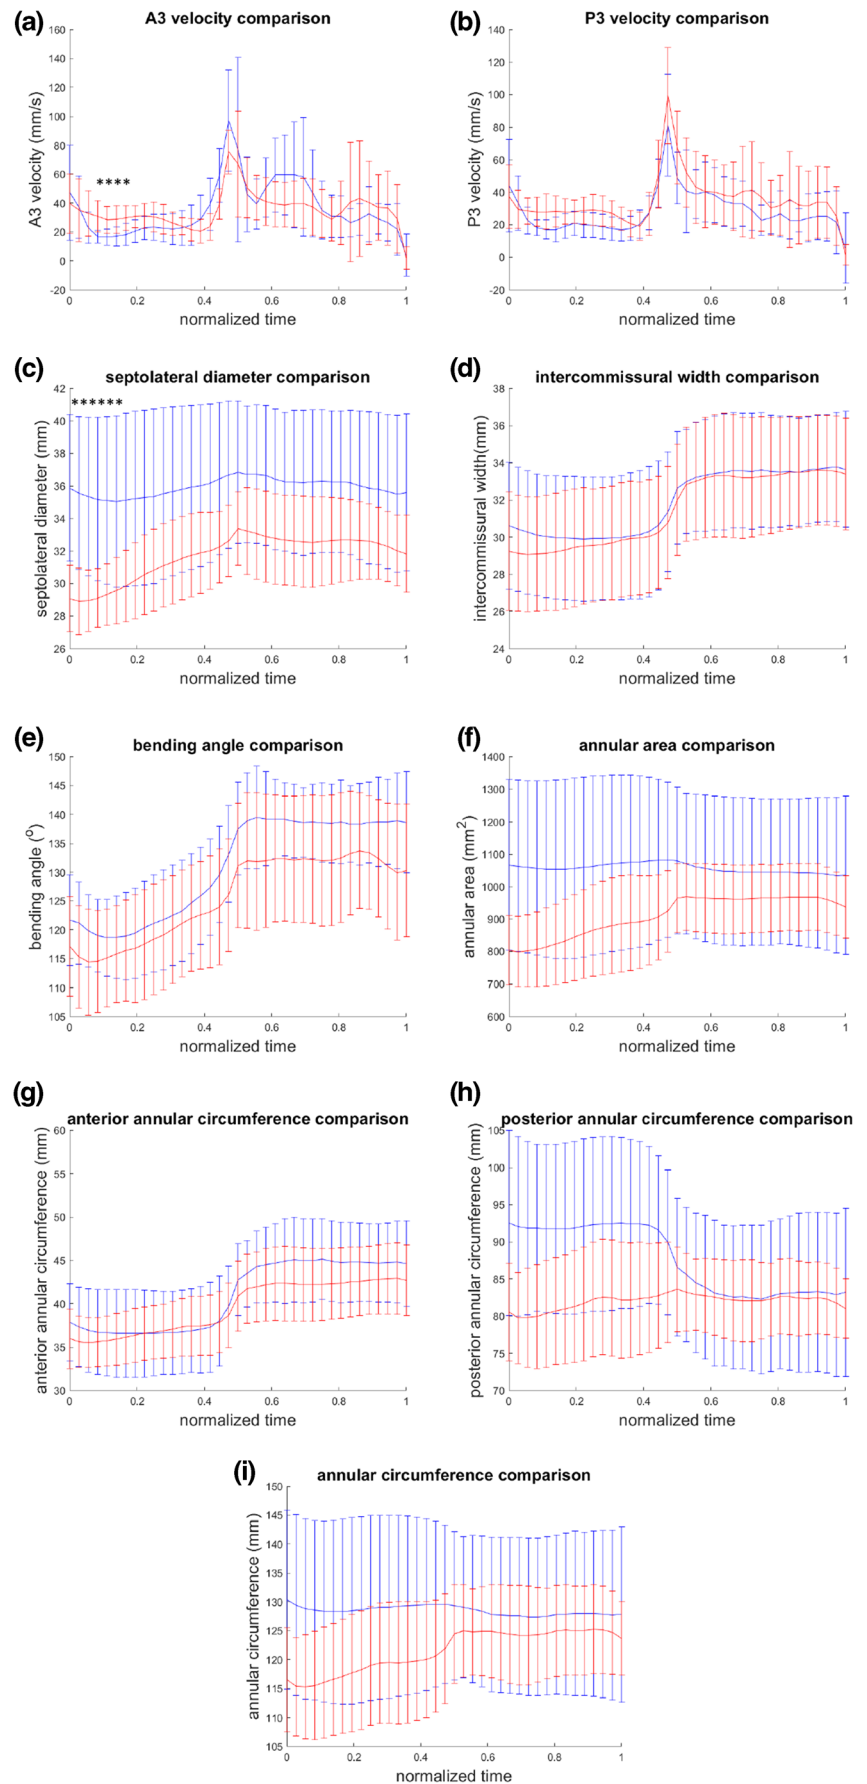 (a) A3 velocity comparison
160
140
120
100
80
60
40
20
0
-20
A3 velocity (mm/s)
****
0 0.2 0.4 0.6 0.8 1
normalized time
(b) P3 velocity comparison
160
140
120
100
80
60
40
20
0
-20
P3 velocity (mm/s)
0 0.2 0.4 0.6 0.8 1
normalized time
(c) septolateral diameter comparison
42
40
38
36
34
32
30
28
26
septolateral diameter (mm)
******
0 0.2 0.4 0.6 0.8 1
normalized time
(d) intercommissural width comparison
38
36
34
32
30
28
26
24
intercommissural width(mm)
0 0.2 0.4 0.6 0.8 1
normalized time
(e) bending angle comparison
150
145
140
135
130
125
120
115
110
105
bending angle (°)
0 0.2 0.4 0.6 0.8 1
normalized time
(f) annular area comparison
1400
1300
1200
1100
1000
900
800
700
600
annular area (mm²)
0 0.2 0.4 0.6 0.8 1
normalized time
(g) anterior annular circumference comparison
60
55
50
45
40
35
30
anterior annular circumference (mm)
0 0.2 0.4 0.6 0.8 1
normalized time
(h) posterior annular circumference comparison
105
100
95
90
85
80
75
70
posterior annular circumference (mm)
0 0.2 0.4 0.6 0.8 1
normalized time
(i) annular circumference comparison
150
145
140
135
130
125
120
115
110
105
annular circumference (mm)
0 0.2 0.4 0.6 0.8 1
normalized time